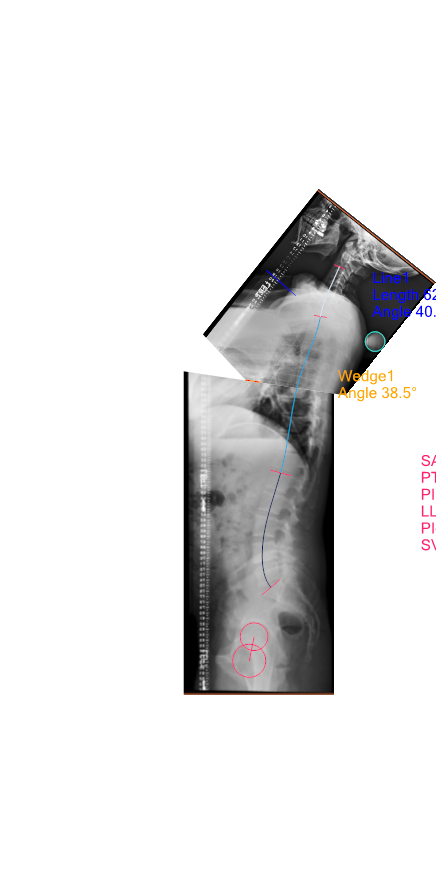 Line1
Length 62
Angle 40.
Wedge1
Angle 38.5°
SA
PT
PI
LL
PI
SV